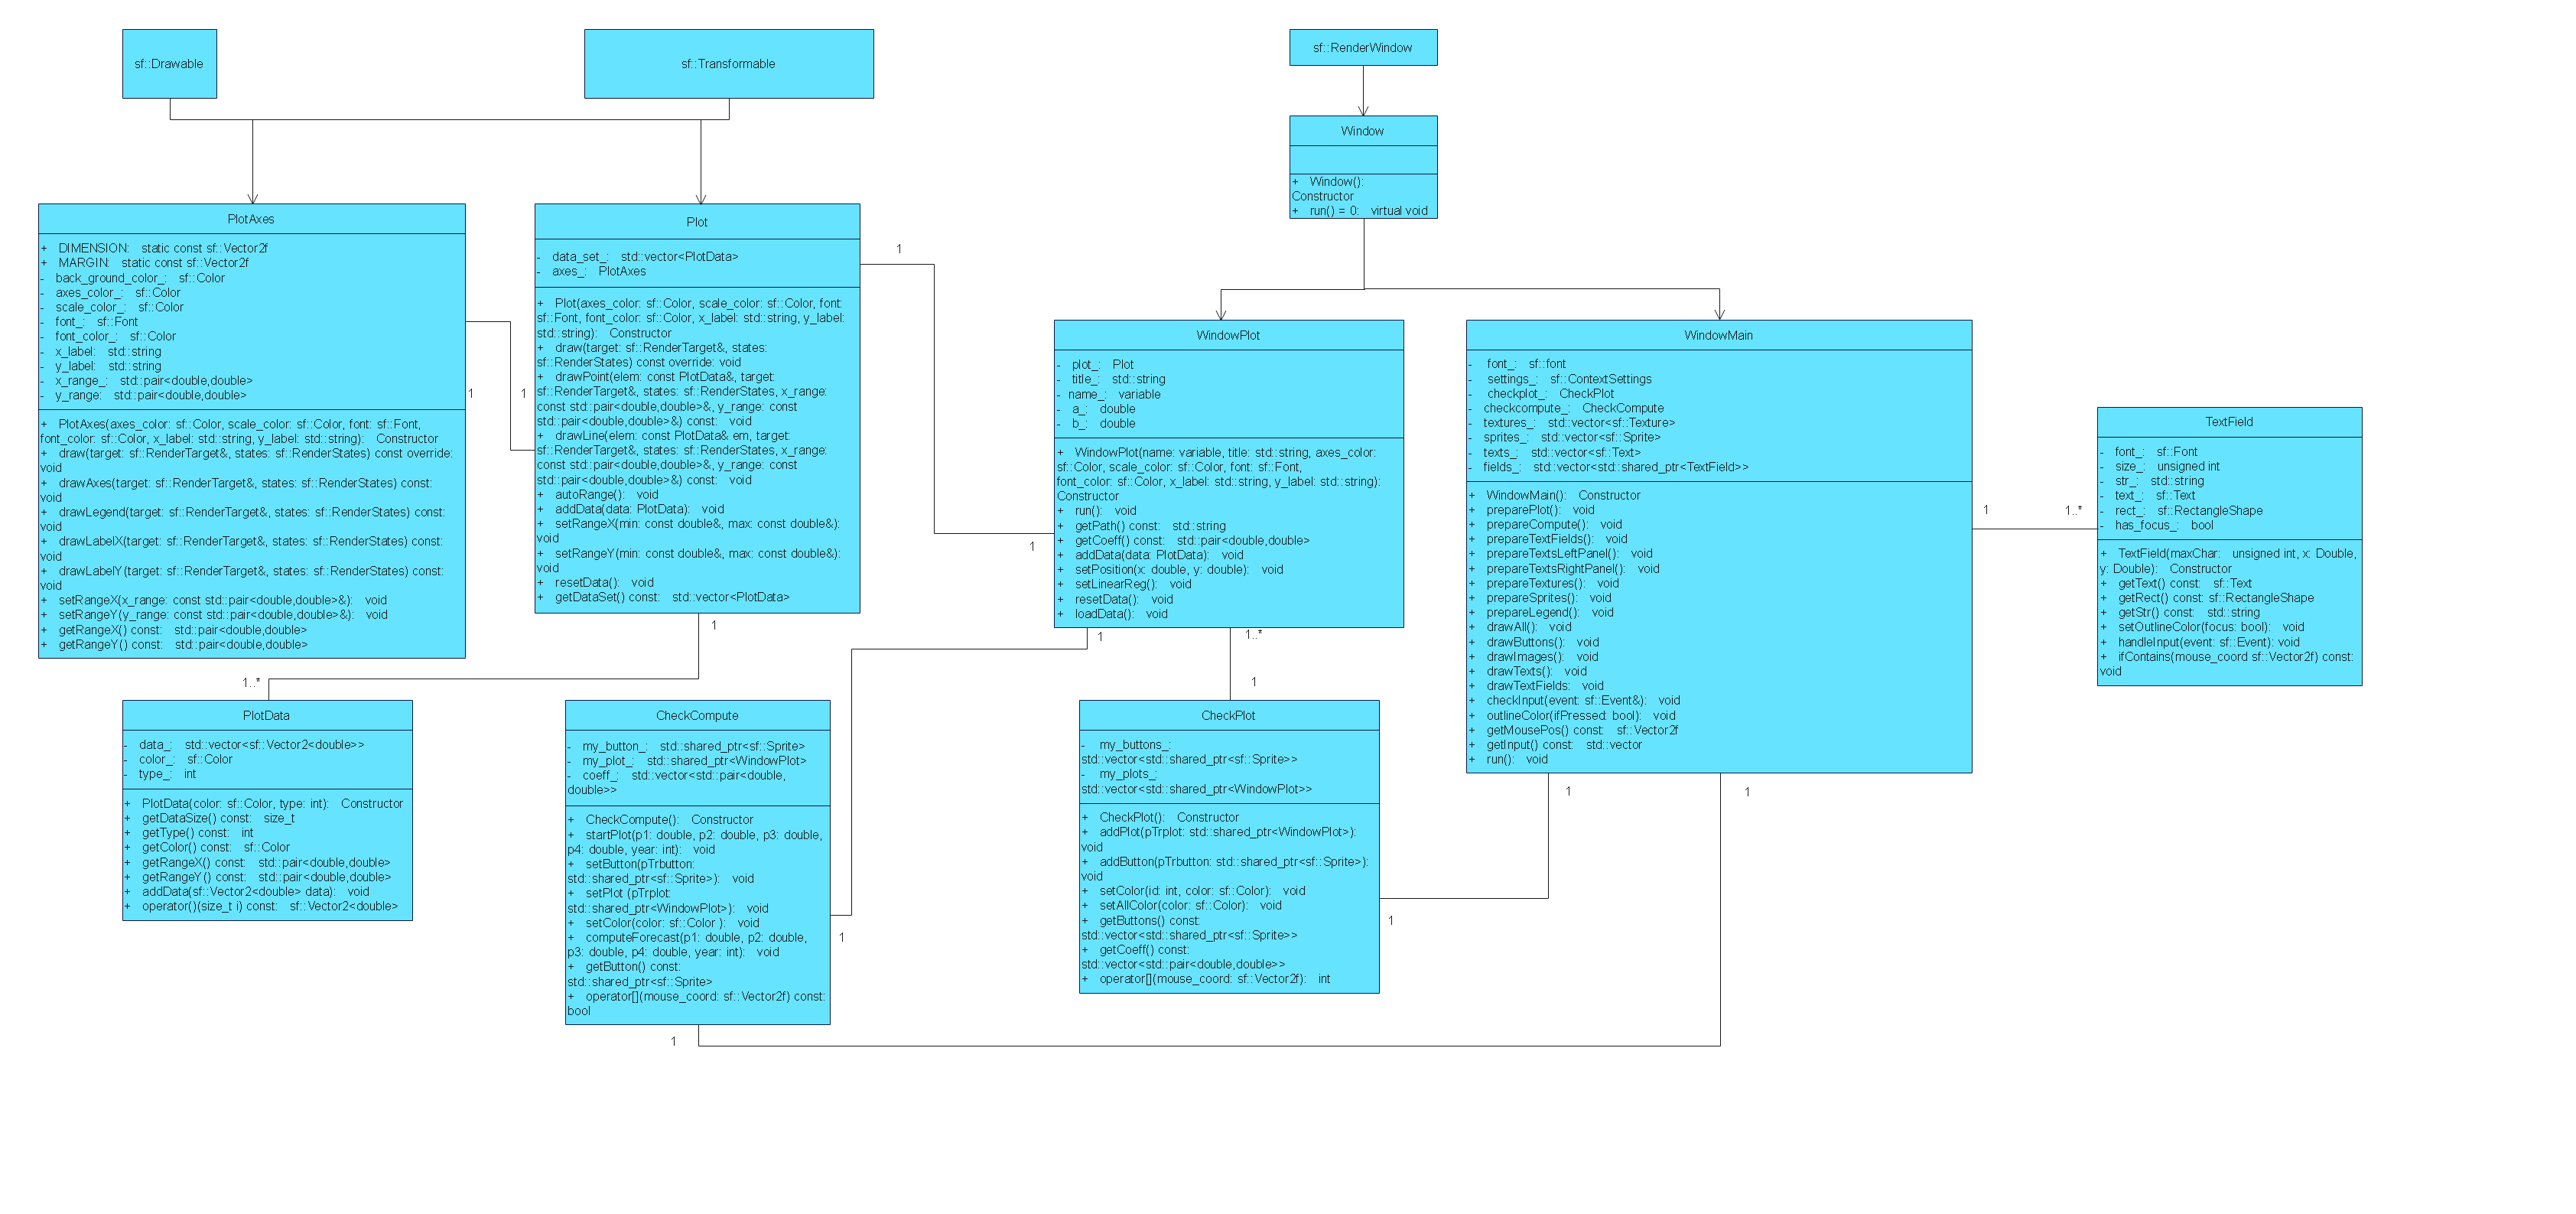 sf::Drawable
sf::Transformable
sf::RenderWindow
Window
+ Window():
Constructor
+ run() = 0: virtual void
PlotAxes
+ DIMENSION: static const sf::Vector2f
+ MARGIN: static const sf::Vector2f
- back_ground_color_: sf::Color
- axes_color_: sf::Color
- scale_color_: sf::Color
- font_: sf::Font
- font_color_: sf::Color
- x_label: std::string
- y_label: std::string
- x_range_: std::pair<double,double>
- y_range: std::pair<double,double>
+ PlotAxes(axes_color: sf::Color, scale_color: sf::Color, font: sf::Font,
font_color: sf::Color, x_label: std::string, y_label: std::string): Constructor
+ draw(target: sf::RenderTarget&, states: sf::RenderStates) const override:
void
+ drawAxes(target: sf::RenderTarget&, states: sf::RenderStates) const:
void
+ drawLegend(target: sf::RenderTarget&, states: sf::RenderStates) const:
void
+ drawLabelX(target: sf::RenderTarget&, states: sf::RenderStates) const:
void
+ drawLabelY(target: sf::RenderTarget&, states: sf::RenderStates) const:
void
+ setRangeX(x_range: const std::pair<double,double>&): void
+ setRangeY(y_range: const std::pair<double,double>&): void
+ getRangeX() const: std::pair<double,double>
+ getRangeY() const: std::pair<double,double>
1
1
Plot
- data_set_: std::vector<PlotData>
- axes_: PlotAxes
+ Plot(axes_color: sf::Color, scale_color: sf::Color, font:
sf::Font, font_color: sf::Color, x_label: std::string, y_label:
std::string): Constructor
+ draw(target: sf::RenderTarget&, states:
sf::RenderStates) const override: void
+ drawPoint(elem: const PlotData&, target:
sf::RenderTarget&, states: sf::RenderStates, x_range:
const std::pair<double,double>&, y_range: const
std::pair<double,double>&) const: void
+ drawLine(elem: const PlotData& em, target:
sf::RenderTarget&, states: sf::RenderStates, x_range:
const std::pair<double,double>&, y_range: const
std::pair<double,double>&) const: void
+ autoRange(): void
+ addData(data: PlotData): void
+ setRangeX(min: const double&, max: const double&):
void
+ setRangeY(min: const double&, max: const double&):
void
+ resetData(): void
+ getDataSet() const: std::vector<PlotData>
1
1
1
1..*
WindowPlot
- plot_: Plot
- title_: std::string
- name_: variable
- a_: double
- b_: double
+ WindowPlot(name: variable, title: std::string, axes_color:
sf::Color, scale_color: sf::Color, font: sf::Font,
font_color: sf::Color, x_label: std::string, y_label: std::string):
Constructor
+ run(): void
+ getPath() const: std::string
+ getCoeff() const: std::pair<double,double>
+ addData(data: PlotData): void
+ setPosition(x: double, y: double): void
+ setLinearReg(): void
+ resetData(): void
+ loadData(): void
1
1..*
1
WindowMain
- font_: sf::font
- settings_: sf::ContextSettings
- checkplot_: CheckPlot
- checkcompute_: CheckCompute
- textures_: std::vector<sf::Texture>
- sprites_: std::vector<sf::Sprite>
- texts_: std::vector<sf::Text>
- fields_: std::vector<std::shared_ptr<TextField>>
+ WindowMain(): Constructor
+ preparePlot(): void
+ prepareCompute(): void
+ prepareTextFields(): void
+ prepareTextsLeftPanel(): void
+ prepareTextsRightPanel(): void
+ prepareTextures(): void
+ prepareSprites(): void
+ prepareLegend(): void
+ drawAll(): void
+ drawButtons(): void
+ drawImages(): void
+ drawTexts(): void
+ drawTextFields: void
+ checkInput(event: sf::Event&): void
+ outlineColor(ifPressed: bool): void
+ getMousePos() const: sf::Vector2f
+ getInput() const: std::vector
+ run(): void
1
1..*
TextField
- font_: sf::Font
- size_: unsigned int
- str_: std::string
- text_: sf::Text
- rect_: sf::RectangleShape
- has_focus_: bool
+ TextField(maxChar: unsigned int, x: Double,
y: Double): Constructor
+ getText() const: sf::Text
+ getRect() const: sf::RectangleShape
+ getStr() const: std::string
+ setOutlineColor(focus: bool): void
+ handleInput(event: sf::Event): void
+ ifContains(mouse_coord sf::Vector2f) const:
void
PlotData
- data_: std::vector<sf::Vector2<double>>
- color_: sf::Color
- type_: int
+ PlotData(color: sf::Color, type: int): Constructor
+ getDataSize() const: size_t
+ getType() const: int
+ getColor() const: sf::Color
+ getRangeX() const: std::pair<double,double>
+ getRangeY() const: std::pair<double,double>
+ addData(sf::Vector2<double> data): void
+ operator()(size_t i) const: sf::Vector2<double>
CheckCompute
- my_button_: std::shared_ptr<sf::Sprite>
- my_plot_: std::shared_ptr<WindowPlot>
- coeff_: std::vector<std::pair<double,
double>>
+ CheckCompute(): Constructor
+ startPlot(p1: double, p2: double, p3: double,
p4: double, year: int): void
+ setButton(pTrbutton:
std::shared_ptr<sf::Sprite>): void
+ setPlot (pTrplot:
std::shared_ptr<WindowPlot>): void
+ setColor(color: sf::Color ): void
+ computeForecast(p1: double, p2: double,
p3: double, p4: double, year: int): void
+ getButton() const:
std::shared_ptr<sf::Sprite>
+ operator[](mouse_coord: sf::Vector2f) const:
bool
1
1
CheckPlot
- my_buttons_:
std::vector<std::shared_ptr<sf::Sprite>>
- my_plots_:
std::vector<std::shared_ptr<WindowPlot>>
+ CheckPlot(): Constructor
+ addPlot(pTrplot: std::shared_ptr<WindowPlot>):
void
+ addButton(pTrbutton: std::shared_ptr<sf::Sprite>):
void
+ setColor(id: int, color: sf::Color): void
+ setAllColor(color: sf::Color): void
+ getButtons() const:
std::vector<std::shared_ptr<sf::Sprite>>
+ getCoeff() const:
std::vector<std::pair<double,double>>
+ operator[](mouse_coord: sf::Vector2f): int
1
1
1